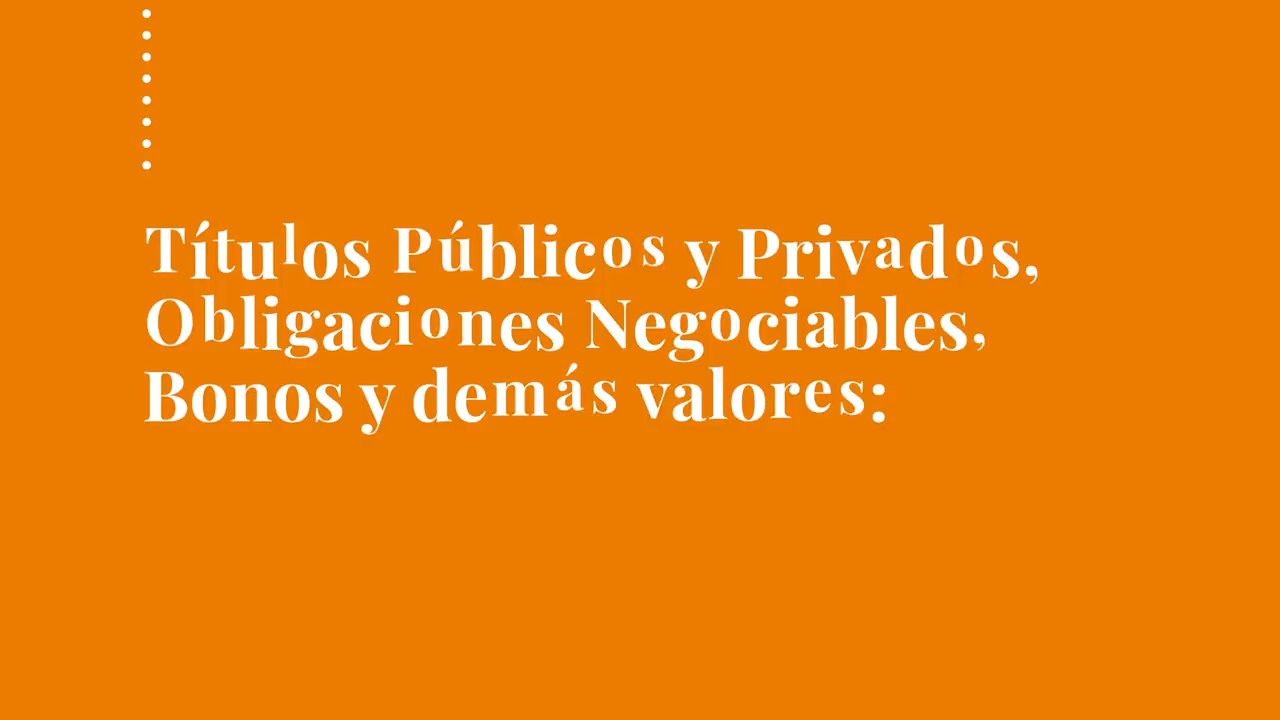 Títulos Públicos y Privados,
Obligaciones Negociables,
Bonos y demás valores: